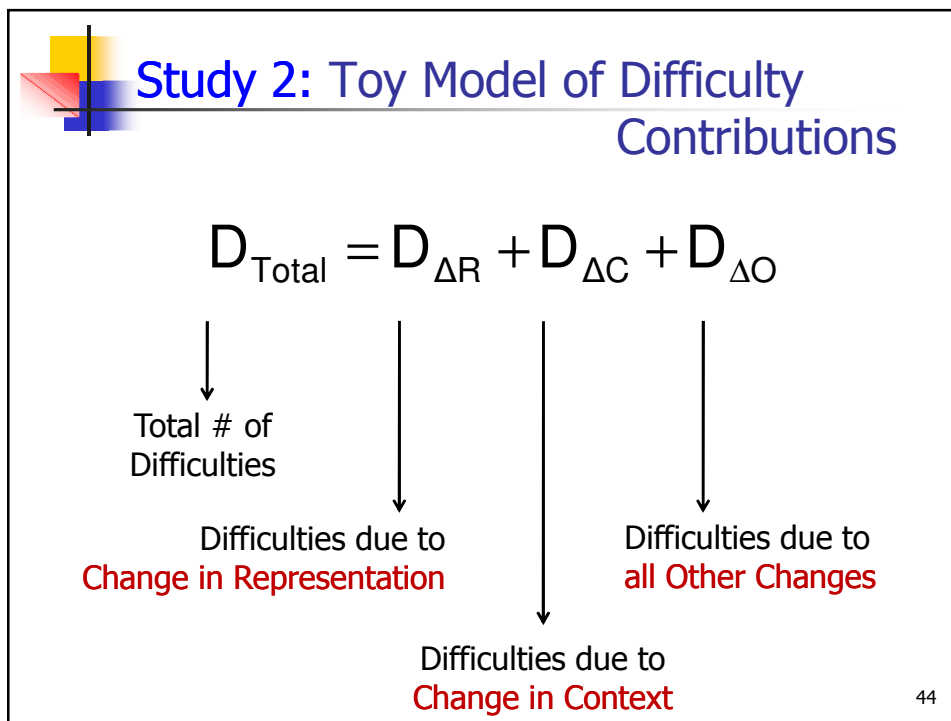 Study 2: Toy Model of Difficulty
Contributions
D_Total = D_ΔR + D_ΔC + D_ΔO
Total # of
Difficulties
Difficulties due to
Change in Representation
Difficulties due to
all Other Changes
Difficulties due to
Change in Context
44